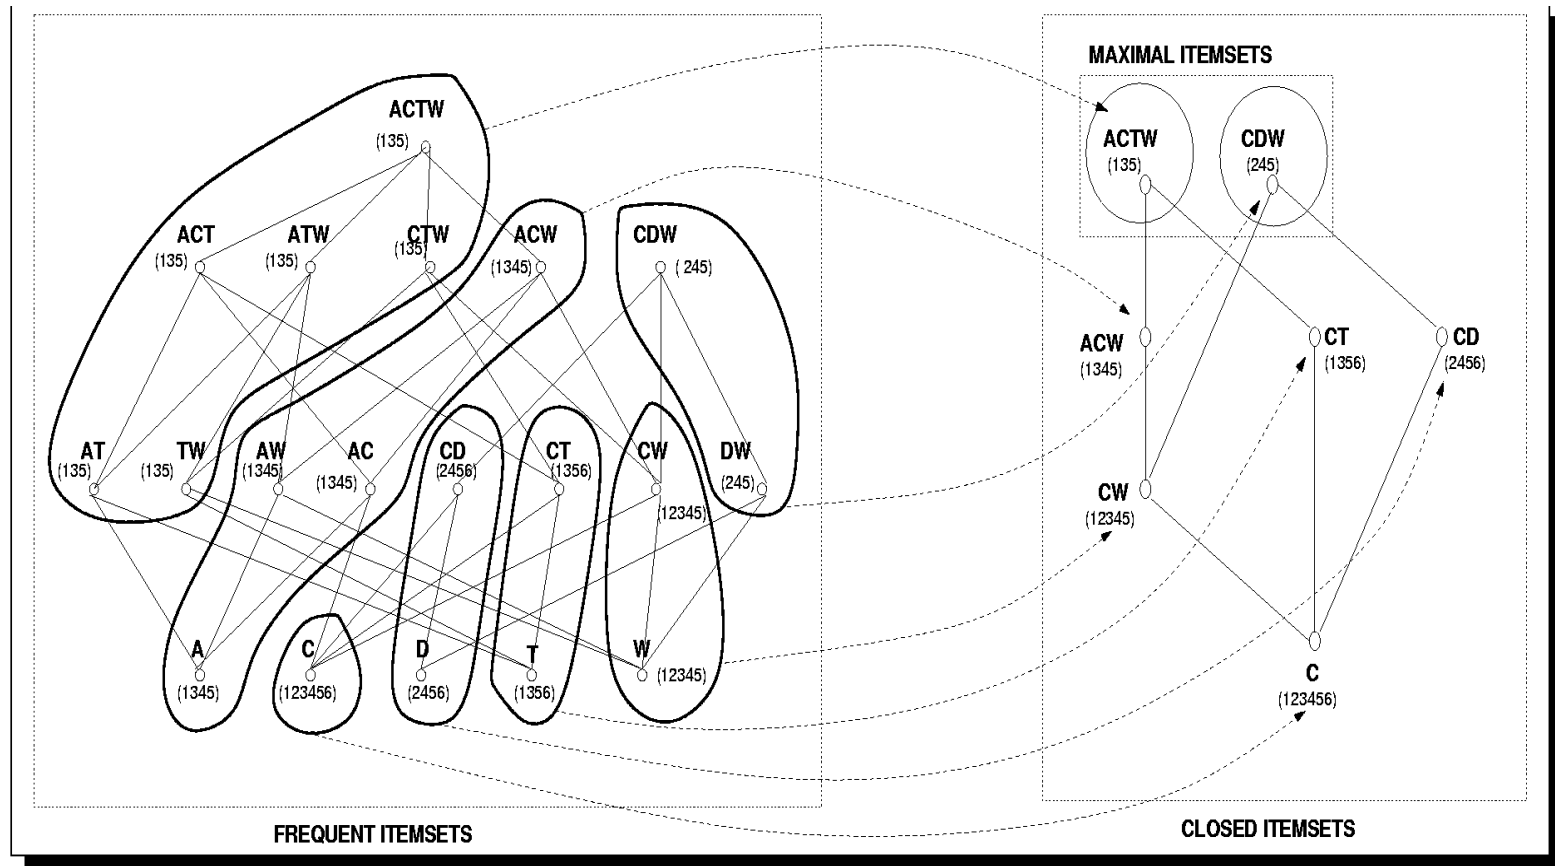 MAXIMAL ITEMSETS
ACTW
(135)
ACTW
(135)
CDW
(245)
ACT
(135)
ATW
(135)
CTW
(135)
ACW
(1345)
CDW
( 245)
ACW
(1345)
CT
(1356)
CD
(2456)
AT
(135)
TW
(135)
AW
(1345)
AC
(1345)
CD
(2456)
CT
(1356)
CW
(12345)
DW
(245)
CW
(12345)
A
(1345)
C
(123456)
D
(2456)
T
(1356)
W
(12345)
C
(123456)
FREQUENT ITEMSETS
CLOSED ITEMSETS